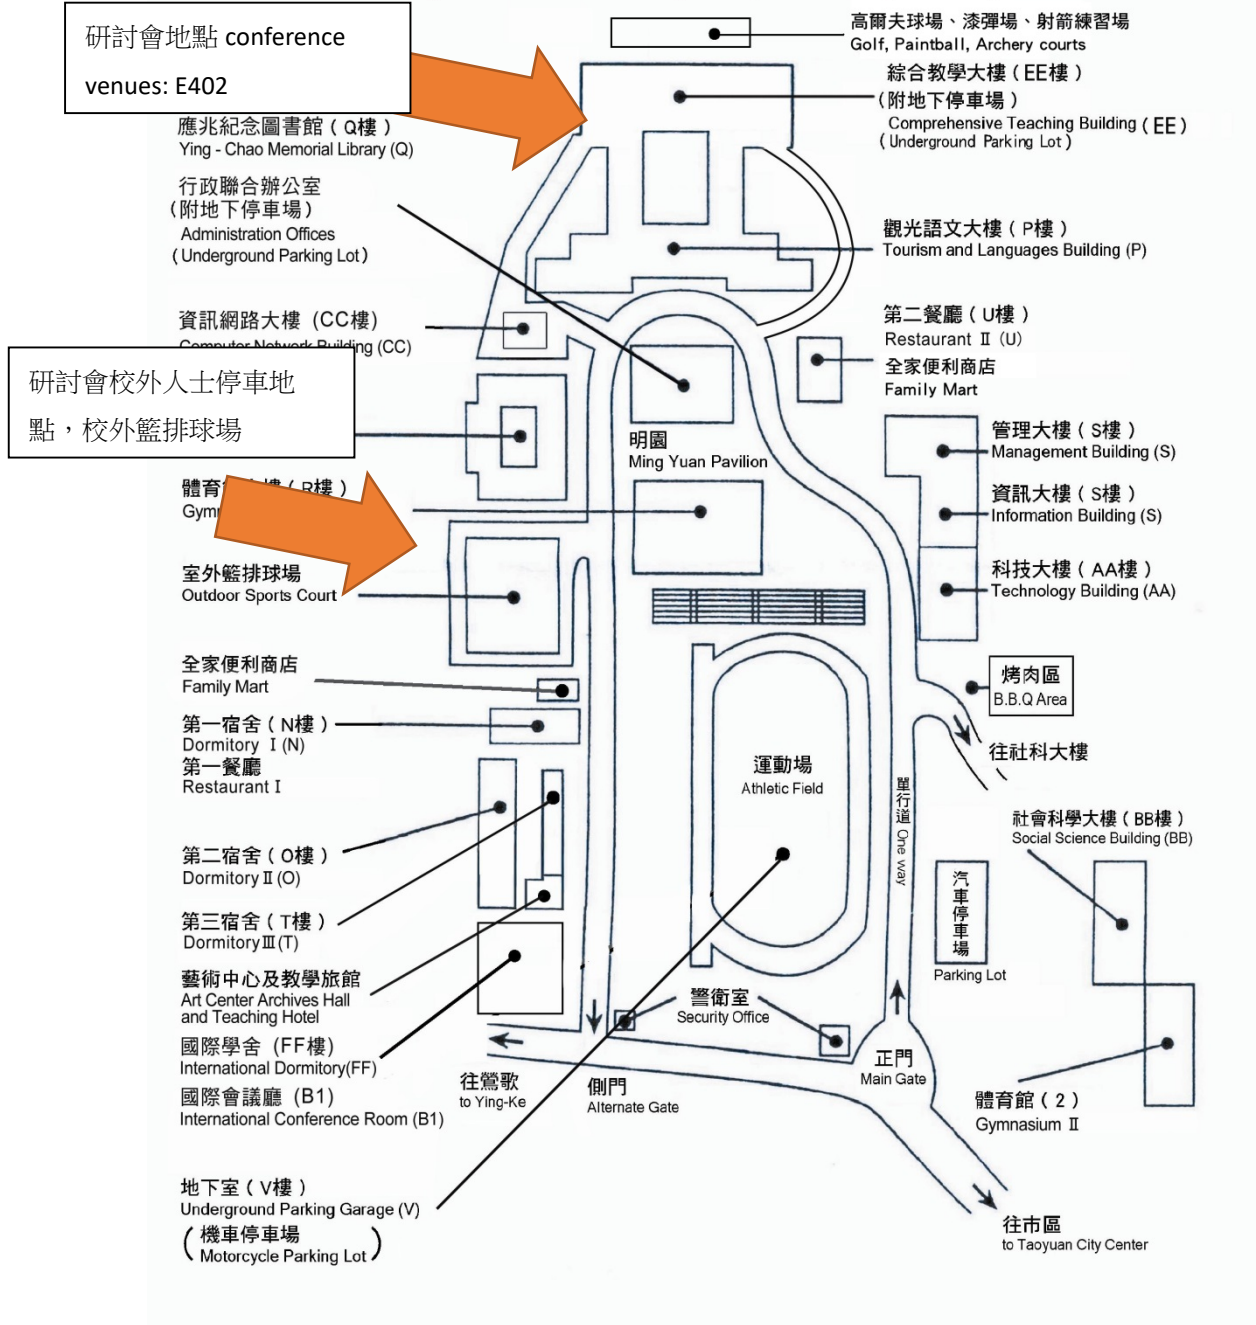 研討會地點 conference
venues: E402
高爾夫球場、漆彈場、射箭練習場
Golf, Paintball, Archery courts
綜合教學大樓(EE樓)
(附地下停車場)
Comprehensive Teaching Building (EE)
(Underground Parking Lot)
應兆紀念圖書館(Q樓)
Ying - Chao Memorial Library (Q)
行政聯合辦公室
(附地下停車場)
Administration Offices
(Underground Parking Lot)
觀光語文大樓(P樓)
Tourism and Languages Building (P)
資訊網路大樓 (CC樓)
Computer Network Building (CC)
第二餐廳(U樓)
Restaurant Ⅱ (U)
全家便利商店
Family Mart
研討會校外人士停車地
點，校外籃排球場
明園
Ming Yuan Pavilion
管理大樓(S樓)
Management Building (S)
資訊大樓(S樓)
Information Building (S)
科技大樓(AA樓)
Technology Building (AA)
體育
樓(R樓)
Gym
室外籃排球場
Outdoor Sports Court
全家便利商店
Family Mart
第一宿舍(N樓)
Dormitory Ⅰ (N)
第一餐廳
Restaurant Ⅰ
烤肉區
B.B.Q Area
往社科大樓
運動場
Athletic Field
單行道 One way
社會科學大樓(BB樓)
Social Science Building (BB)
第二宿舍(O樓)
Dormitory Ⅱ (O)
汽車停車場
Parking Lot
第三宿舍(T樓)
Dormitory Ⅲ (T)
藝術中心及教學旅館
Art Center Archives Hall
and Teaching Hotel
警衛室
Security Office
國際學舍 (FF樓)
International Dormitory(FF)
國際會議廳 (B1)
International Conference Room (B1)
往鶯歌
to Ying-Ke
側門
Alternate Gate
正門
Main Gate
體育館(2)
Gymnasium Ⅱ
地下室(V樓)
Underground Parking Garage (V)
(機車停車場
Motorcycle Parking Lot)
往市區
to Taoyuan City Center